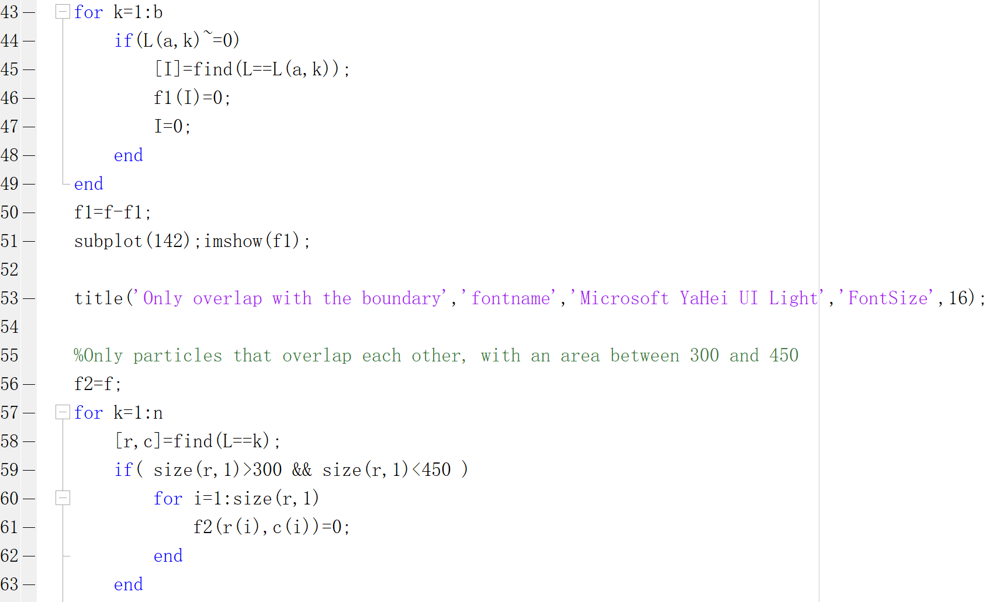 43 for k=1:b
44 if(L(a,k)~=0)
45 [I]=find(L==L(a,k));
46 f1(I)=0;
47 I=0;
48 end
49 end
50 f1=f-f1;
51 subplot(142);imshow(f1);
52
53 title('Only overlap with the boundary','fontname','Microsoft YaHei UI Light','FontSize',16);
54
55 %Only particles that overlap each other, with an area between 300 and 450
56 f2=f;
57 for k=1:n
58 [r,c]=find(L==k);
59 if( size(r,1)>300 && size(r,1)<450 )
60 for i=1:size(r,1)
61 f2(r(i),c(i))=0;
62 end
63 end